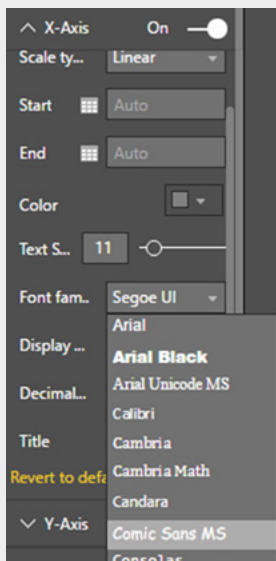 X-Axis On
Scale ty... Linear
Start Auto
End Auto
Color
Text S... 11
Font fam.. Segoe UI
Arial
Display ...
Arial Black
Arial Unicode MS
Decimal...
Calibri
Title
Cambria
Revert to defa
Cambria Math
Candara
Y-Axis
Comic Sans MS
Consolas